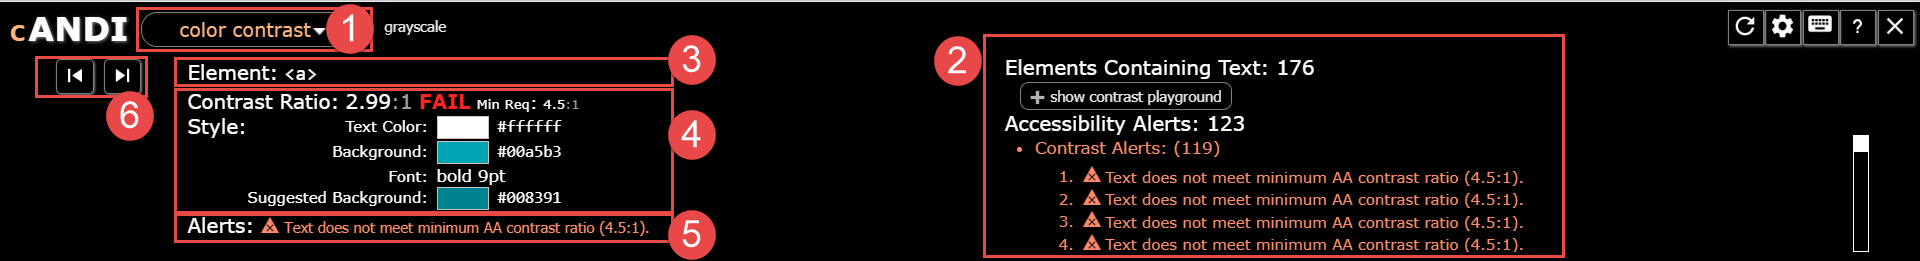 cANDI
color contrast
1
grayscale
?
6
Element: <a>
3
Contrast Ratio: 2.99:1 FAIL Min Req: 4.5:1
Style:
Text Color: #ffffff
Background: #00a5b3
Font: bold 9pt
Suggested Background: #008391
4
Alerts: Text does not meet minimum AA contrast ratio (4.5:1).
5
2
Elements Containing Text: 176
+ show contrast playground
Accessibility Alerts: 123
• Contrast Alerts: (119)
1. Text does not meet minimum AA contrast ratio (4.5:1).
2. Text does not meet minimum AA contrast ratio (4.5:1).
3. Text does not meet minimum AA contrast ratio (4.5:1).
4. Text does not meet minimum AA contrast ratio (4.5:1).